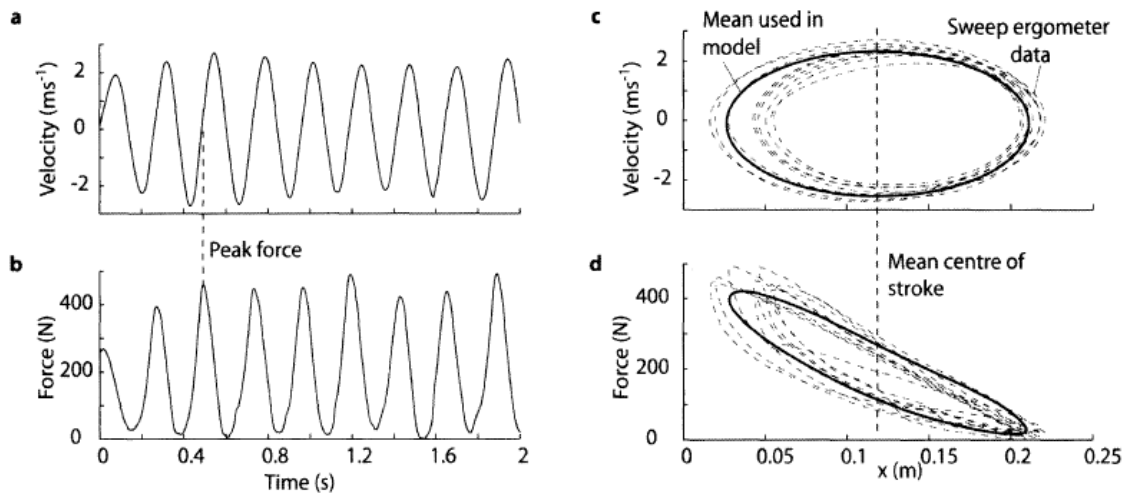 a
Velocity (ms⁻¹)
2
0
-2
Peak force
b
Force (N)
400
200
0
0
0.4
0.8
1.2
1.6
2
Time (s)
c
Mean used in
model
Sweep ergometer
data
Velocity (ms⁻¹)
2
0
-2
d
Mean centre of
stroke
Force (N)
400
200
0
0
0.05
0.1
0.15
0.2
0.25
x (m)